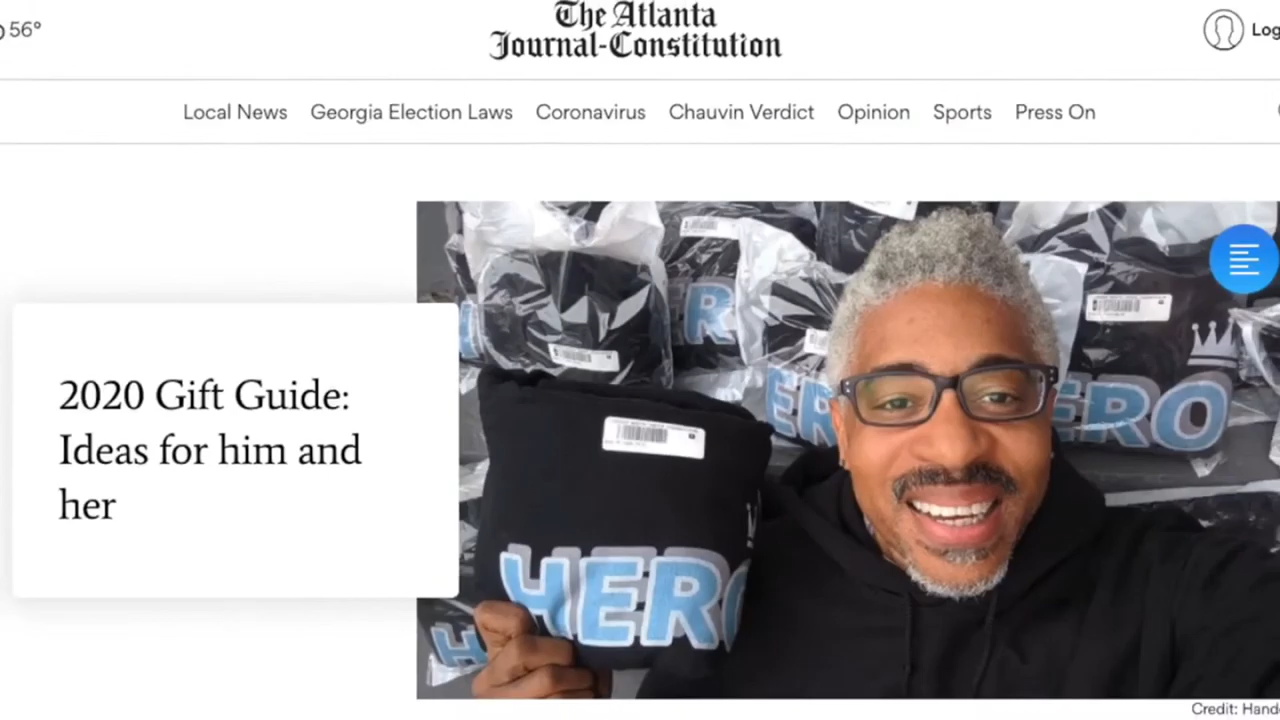 56°
The Atlanta
Journal-Constitution
Log
Local News Georgia Election Laws Coronavirus Chauvin Verdict Opinion Sports Press On
2020 Gift Guide:
Ideas for him and
her
HERO
ERO
HERO
Credit: Hand